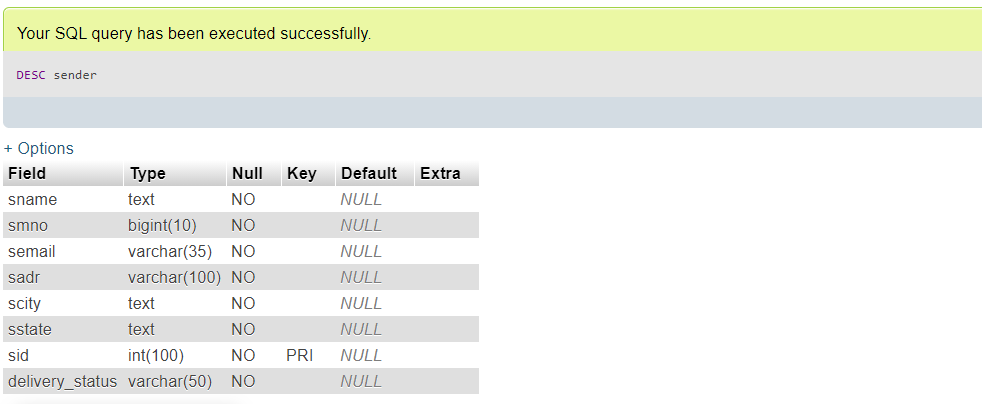 Your SQL query has been executed successfully.
DESC sender
+ Options
Field Type Null Key Default Extra
sname text NO NULL
smno bigint(10) NO NULL
semail varchar(35) NO NULL
sadr varchar(100) NO NULL
scity text NO NULL
sstate text NO NULL
sid int(100) NO PRI NULL
delivery_status varchar(50) NO NULL